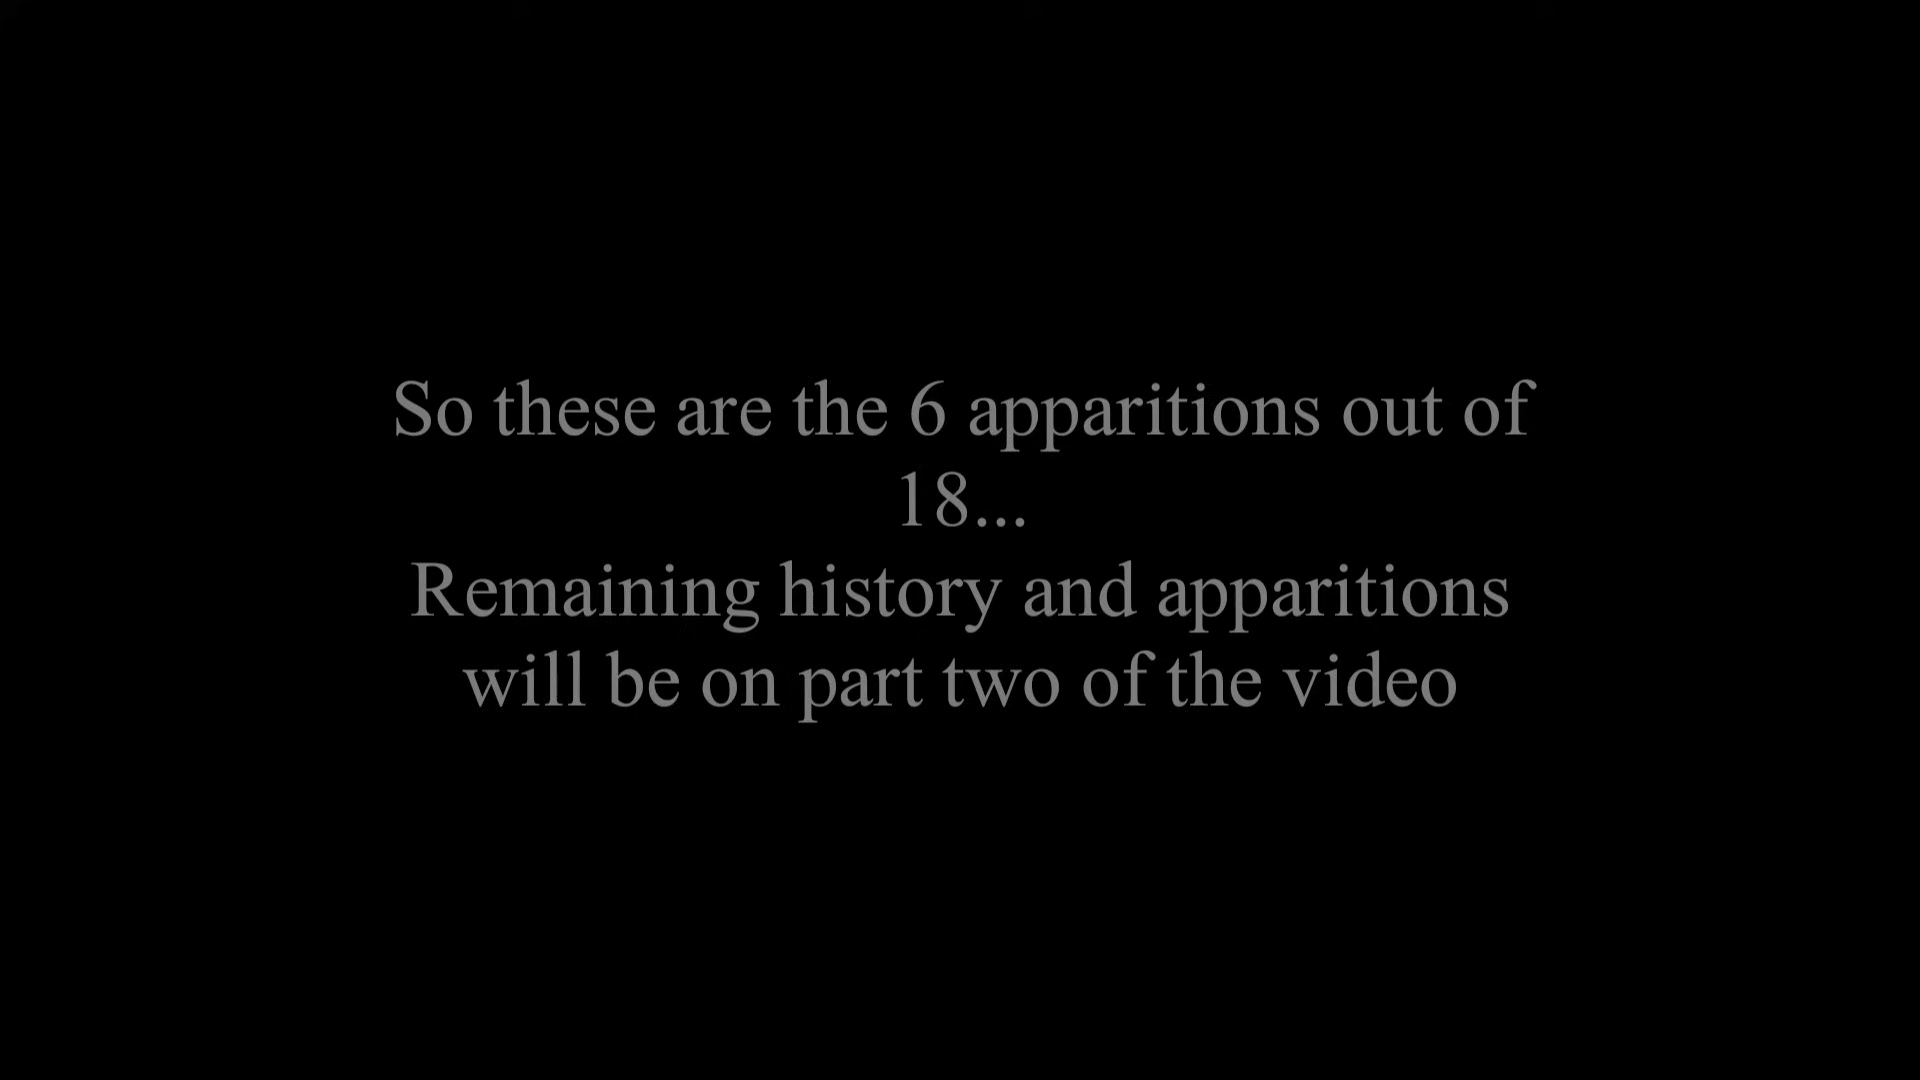 So these are the 6 apparitions out of
18...
Remaining history and apparitions
will be on part two of the video